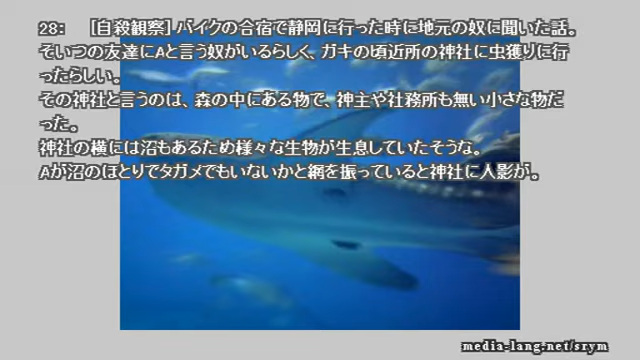 28:　[自殺観察] バイクの合宿で静岡に行った時に地元の奴に聞いた話。
そいつの友達にAと言う奴がいるらしく、ガキの頃近所の神社に虫獲りに行
ったらしい。
その神社と言うのは、森の中にある物で、神主や社務所も無い小さな物だ
った。
神社の横には沼もあるため様々な生物が生息していたそうな。
Aが沼のほとりでタガメでもいないかと網を振っていると神社に人影が。
media-lang-net/srym